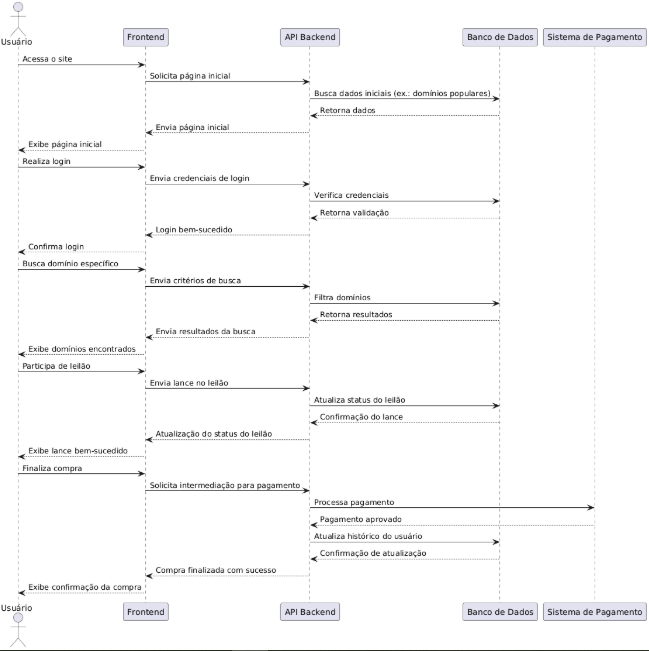 Usuário
Frontend
API Backend
Banco de Dados
Sistema de Pagamento
Acessa o site
Solicita página inicial
Busca dados iniciais (ex.: domínios populares)
Retorna dados
Envia página inicial
Exibe página inicial
Realiza login
Envia credenciais de login
Verifica credenciais
Retorna validação
Login bem-sucedido
Confirma login
Busca domínio específico
Envia critérios de busca
Filtra domínios
Retorna resultados
Envia resultados da busca
Exibe domínios encontrados
Participa de leilão
Envia lance no leilão
Atualiza status do leilão
Confirmação do lance
Atualização do status do leilão
Exibe lance bem-sucedido
Finaliza compra
Solicita intermediação para pagamento
Processa pagamento
Pagamento aprovado
Atualiza histórico do usuário
Confirmação de atualização
Compra finalizada com sucesso
Exibe confirmação da compra
Usuário
Frontend
API Backend
Banco de Dados
Sistema de Pagamento